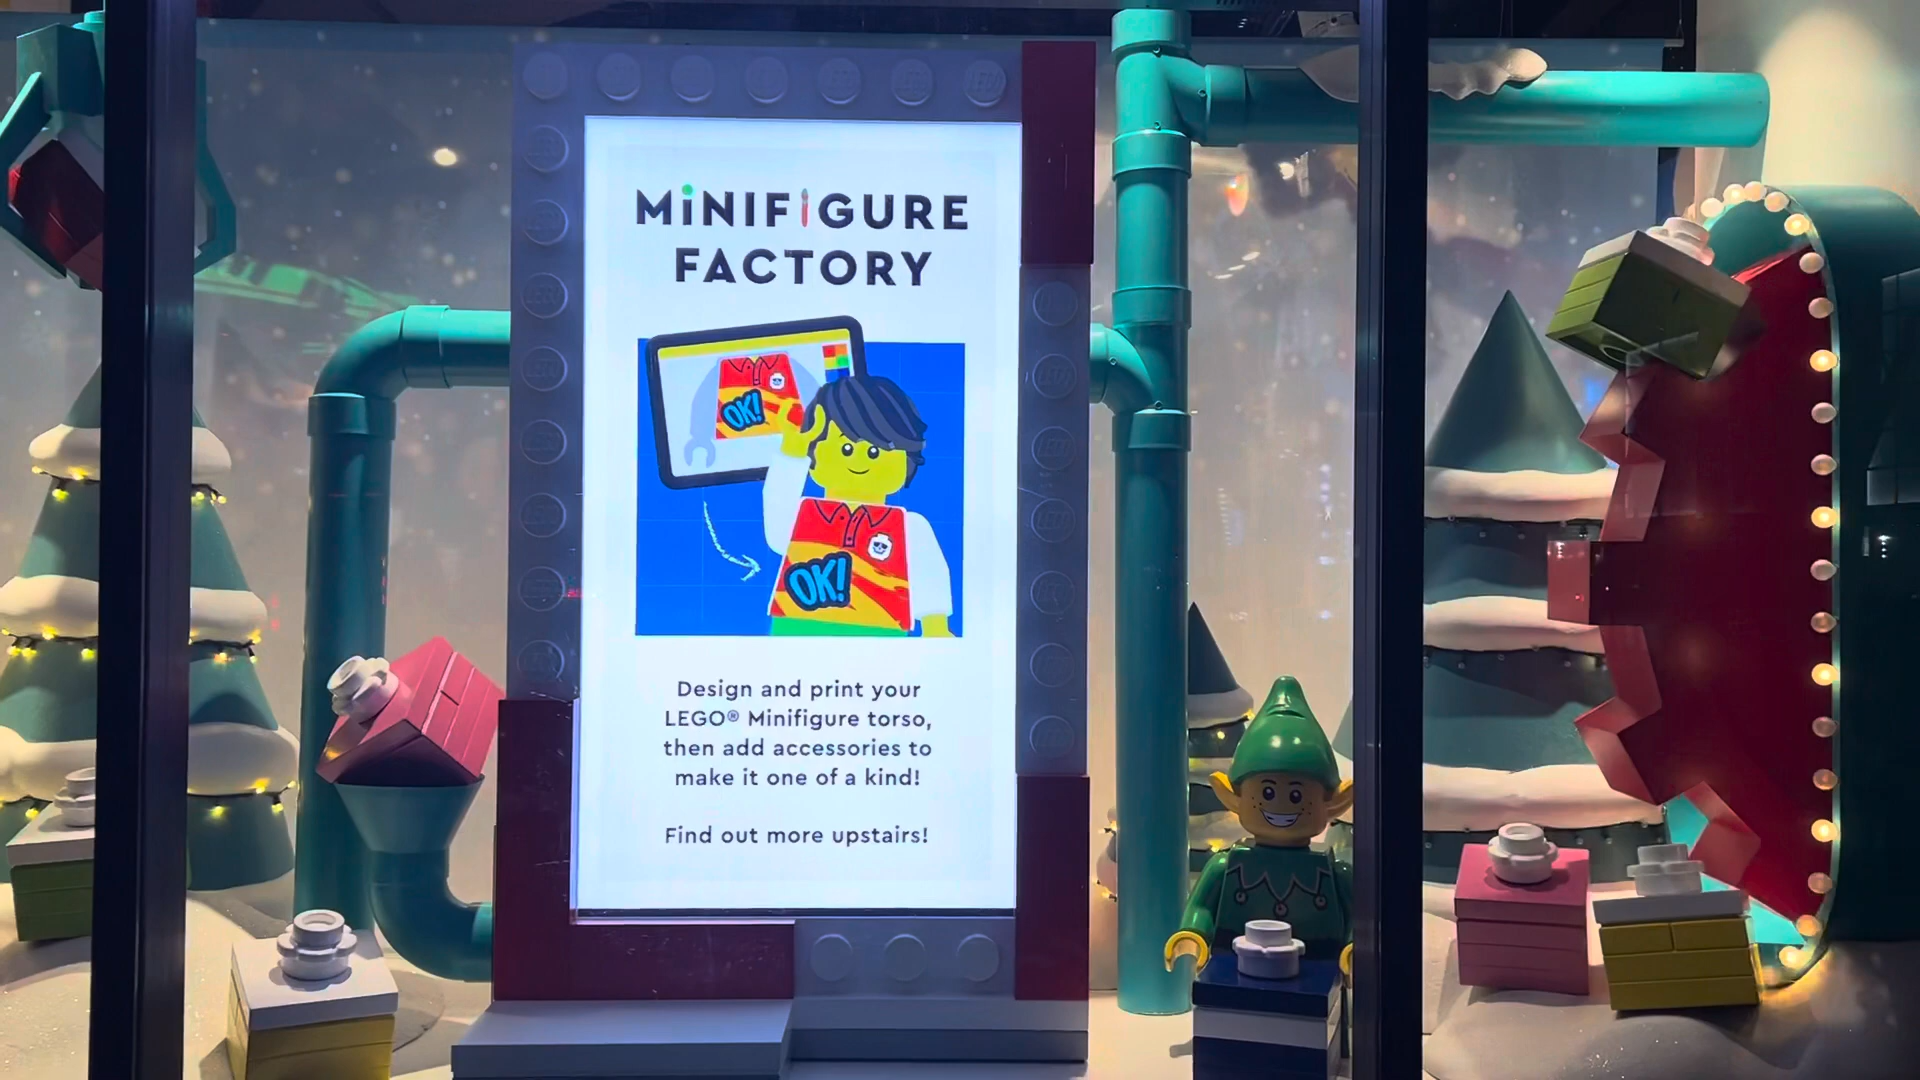 MiNIFiGURE
FACTORY
OK!
OK!
Design and print your
LEGO® Minifigure torso,
then add accessories to
make it one of a kind!
Find out more upstairs!